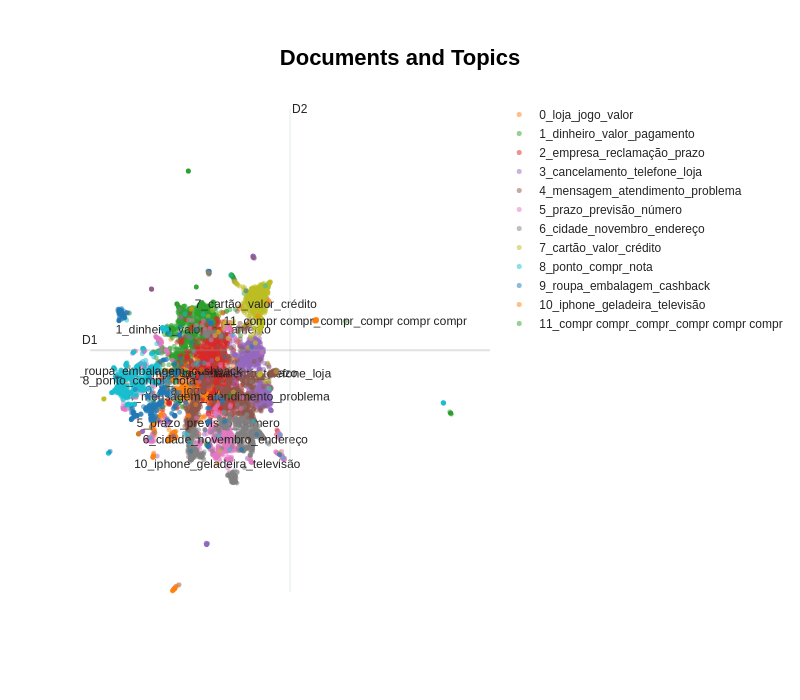 Documents and Topics
D2
0_loja_jogo_valor
1_dinheiro_valor_pagamento
2_empresa_reclamação_prazo
3_cancelamento_telefone_loja
4_mensagem_atendimento_problema
5_prazo_previsão_número
6_cidade_novembro_endereço
7_cartão_valor_crédito
8_ponto_compr_nota
9_roupa_embalagem_cashback
10_iphone_geladeira_televisão
11_compr compr_compr_compr compr compr
7_cartão_valor_crédito
11_compr compr_compr_compr compr compr
D1
8_ponto_compr_nota
6_cidade_novembro_endereço
10_iphone_geladeira_televisão